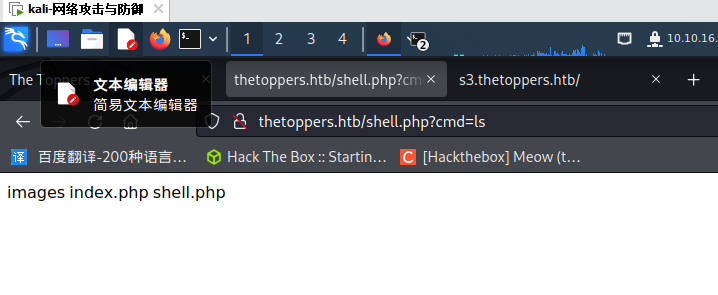 kali-网络攻击与防御
1 2 3 4 2 10.10.16.
The Toppers thetoppers.htb/shell.php?cm s3.thetoppers.htb/
文本编辑器
简易文本编辑器
thetoppers.htb/shell.php?cmd=ls
译 百度翻译-200种语言… Hack The Box :: Startin… C [Hackthebox] Meow (t…
images index.php shell.php